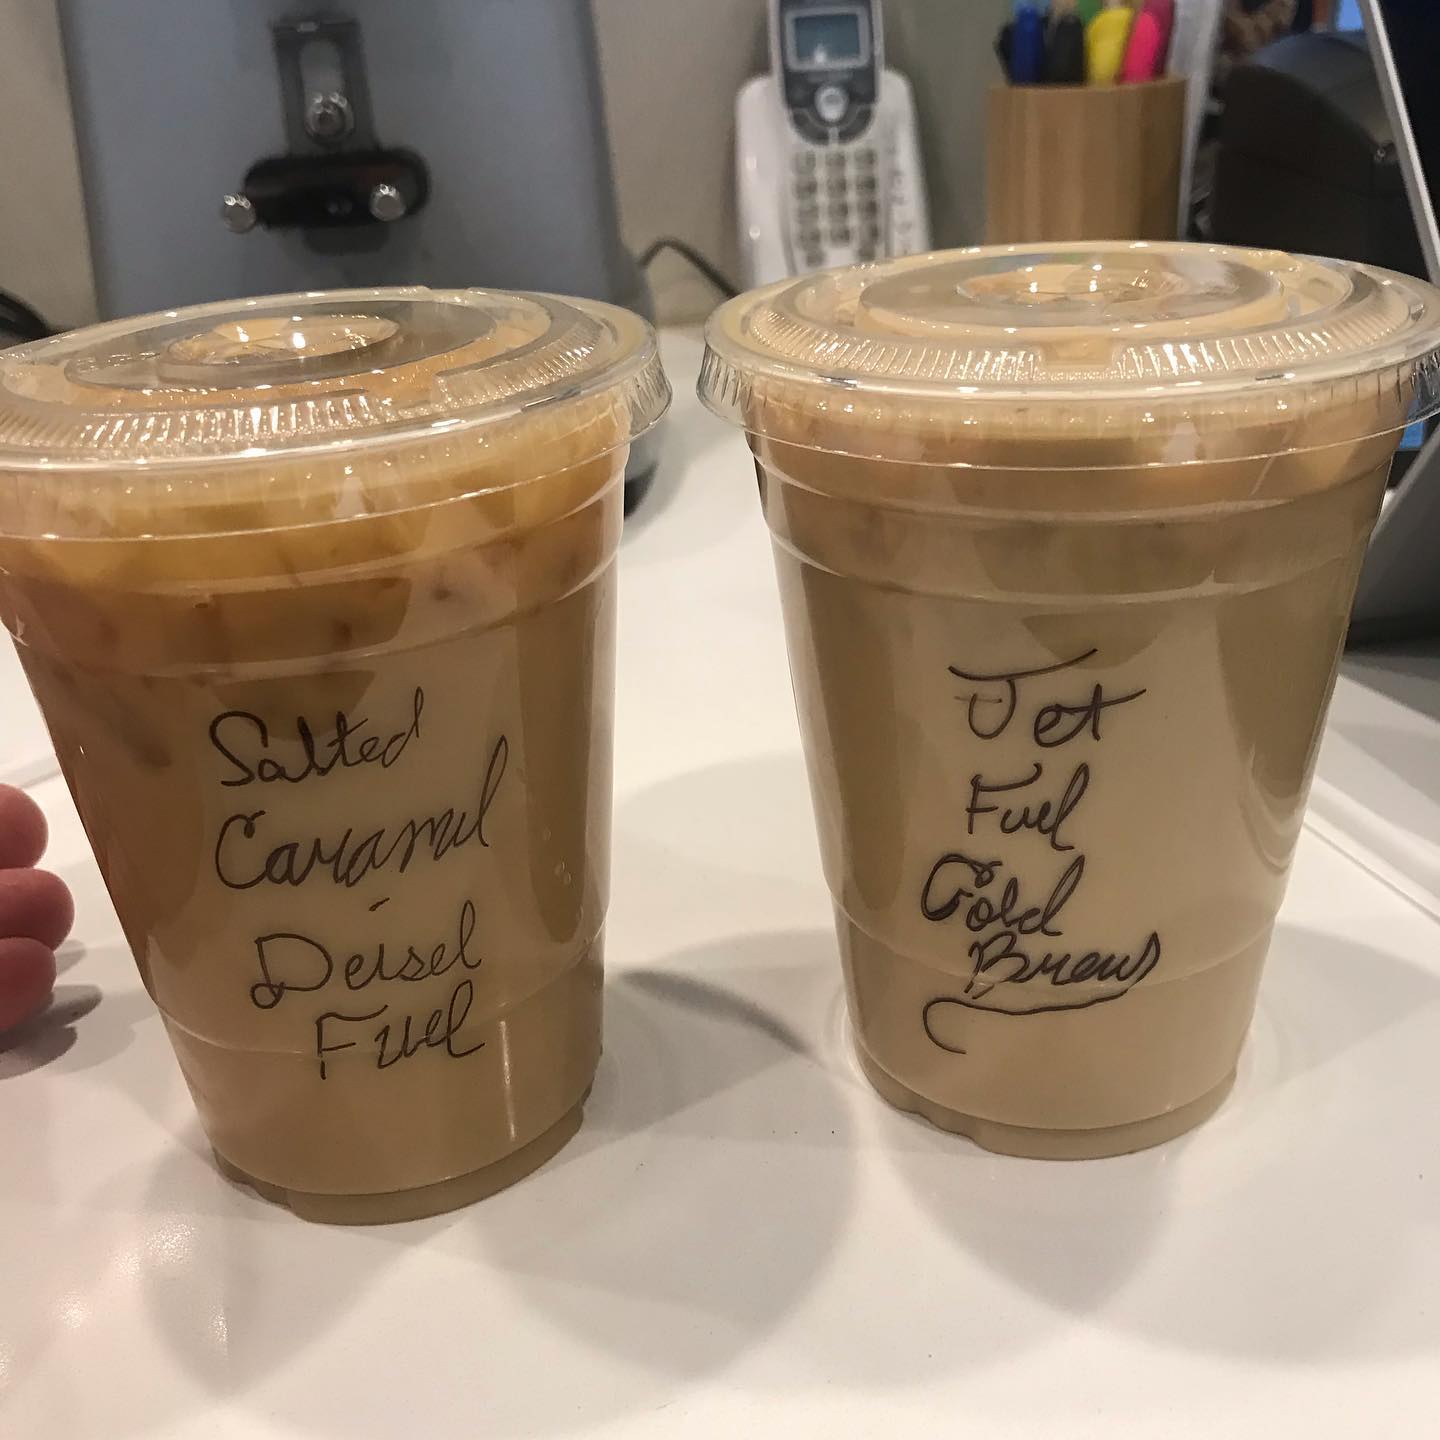 Salted
Caramel
-
Deisel
Fuel
Jet
Fuel
Cold
Brew